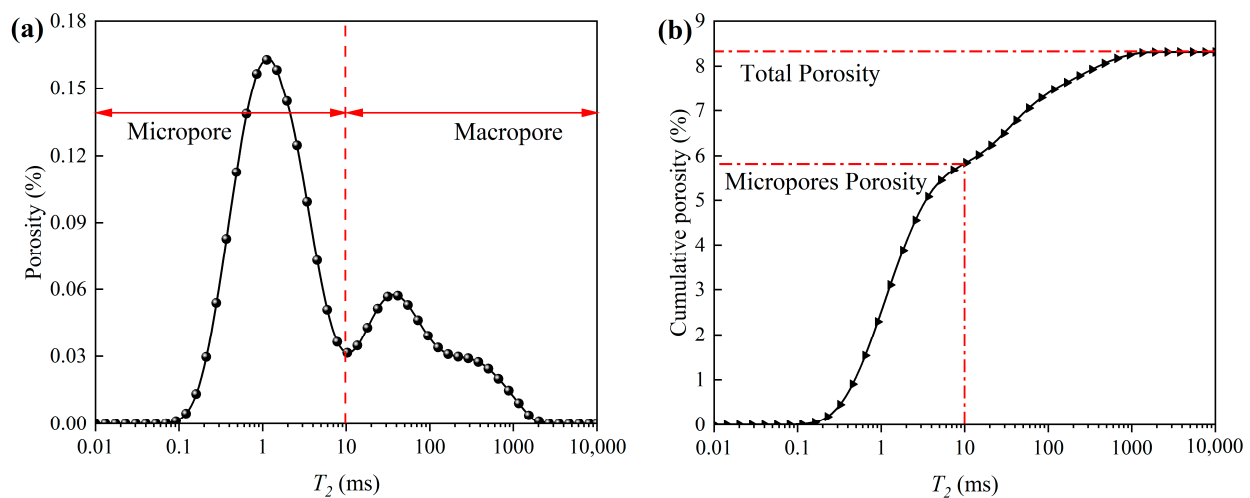 (a)
0.18
0.15
0.12
0.09
0.06
0.03
0.00
Porosity (%)
Micropore
Macropore
0.01 0.1 1 10 100 1000 10,000
T2 (ms)
(b)
9
8
7
6
5
4
3
2
1
0
Cumulative porosity (%)
Total Porosity
Micropores Porosity
0.01 0.1 1 10 100 1000 10,000
T2 (ms)